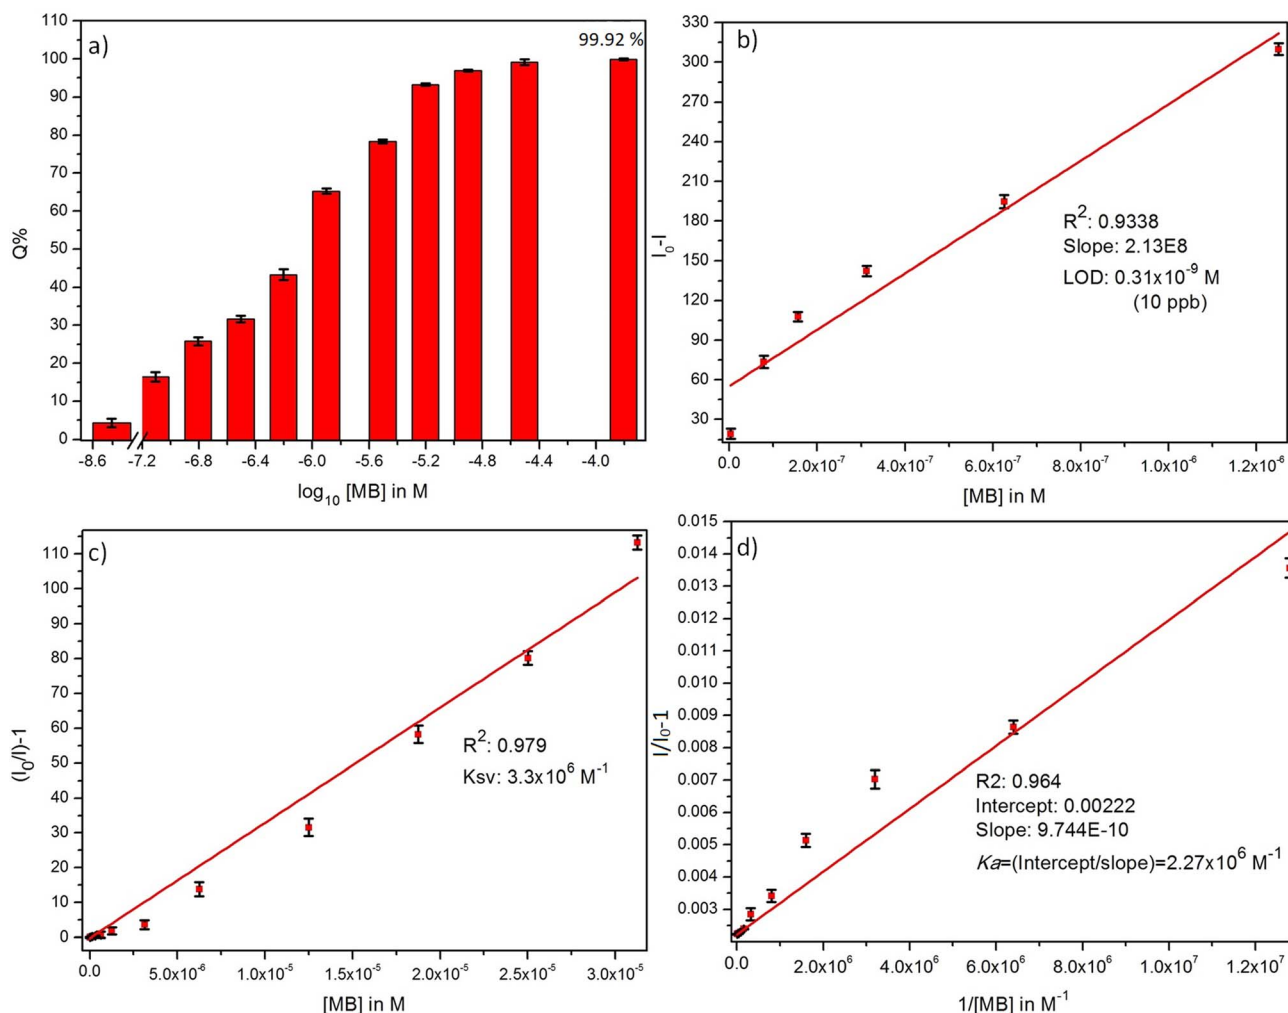 a)
99.92 %
110
100
90
80
70
60
50
40
30
20
10
0
Q%
-8.6 -7.2 -6.8 -6.4 -6.0 -5.6 -5.2 -4.8 -4.4 -4.0
log10 [MB] in M
b)
330
300
270
240
210
180
150
120
90
60
30
I0-I
R2: 0.9338
Slope: 2.13E8
LOD: 0.31x10-9 M
(10 ppb)
0.0 2.0x10-7 4.0x10-7 6.0x10-7 8.0x10-7 1.0x10-6 1.2x10-6
[MB] in M
c)
110
100
90
80
70
60
50
40
30
20
10
0
(I0/I)-1
R2: 0.979
Ksv: 3.3x106 M-1
0.0 5.0x10-6 1.0x10-5 1.5x10-5 2.0x10-5 2.5x10-5 3.0x10-5
[MB] in M
d)
0.015
0.014
0.013
0.012
0.011
0.010
0.009
0.008
0.007
0.006
0.005
0.004
0.003
I/I0-1
R2: 0.964
Intercept: 0.00222
Slope: 9.744E-10
Ka=(Intercept/slope)=2.27x106 M-1
0.0 2.0x106 4.0x106 6.0x106 8.0x106 1.0x107 1.2x107
1/[MB] in M-1